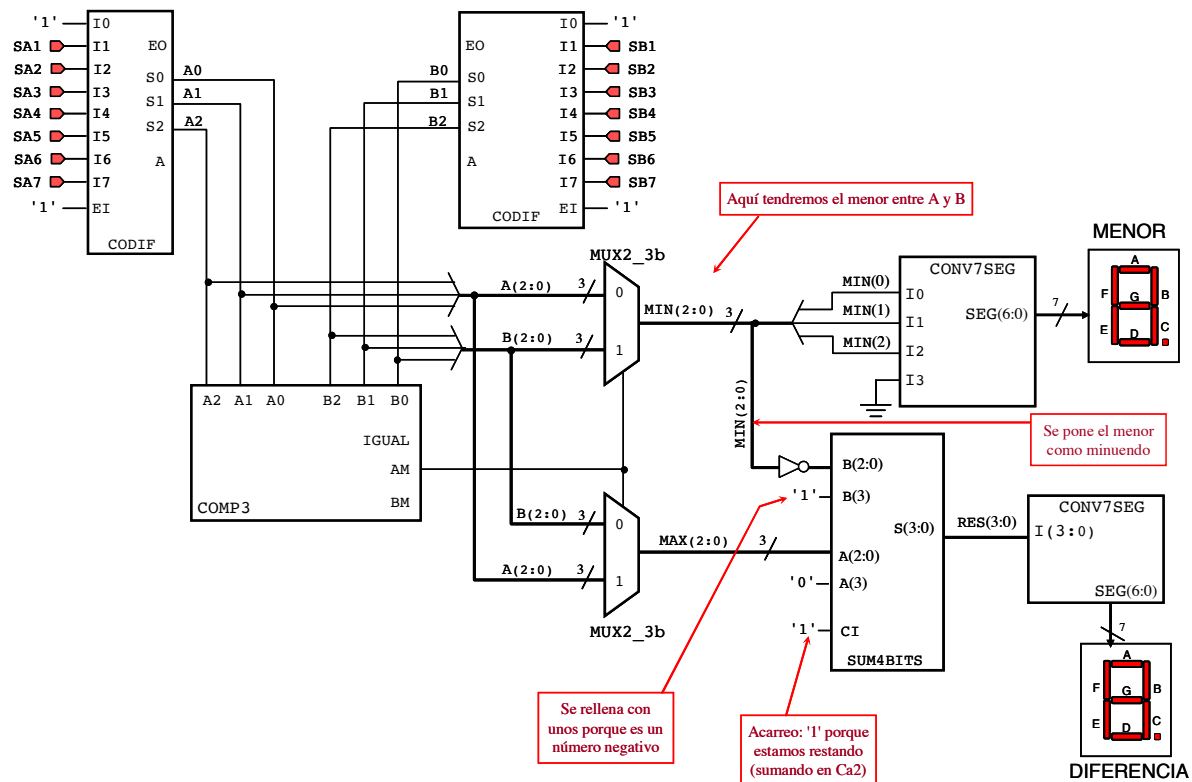 '1' I0
SA1 I1
SA2 I2
SA3 I3
SA4 I4
SA5 I5
SA6 I6
SA7 I7
'1' EI
EO
S0
S1
S2
A
CODIF
A0
A1
A2
B0
B1
B2
EO
S0
S1
S2
A
CODIF
I0 '1'
I1 SB1
I2 SB2
I3 SB3
I4 SB4
I5 SB5
I6 SB6
I7 SB7
EI '1'
Aquí tendremos el menor entre A y B
MUX2_3b
A(2:0) 3 0
B(2:0) 3 1
MIN(2:0) 3
MIN(0)
MIN(1)
MIN(2)
CONV7SEG
I0
I1
I2
I3
SEG(6:0)
7
MENOR
A
F
B
G
E
C
D
A2 A1 A0 B2 B1 B0
IGUAL
AM
BM
COMP3
MIN(2:0)
Se pone el menor
como minuendo
B(2:0) 3 0
A(2:0) 3 1
MUX2_3b
MAX(2:0) 3
B(2:0)
'1' B(3)
S(3:0)
A(2:0)
'0' A(3)
'1' CI
SUM4BITS
RES(3:0)
CONV7SEG
I(3:0)
SEG(6:0)
7
A
F
B
G
E
C
D
DIFERENCIA
Se rellena con
unos porque es un
número negativo
Acarreo: '1' porque
estamos restando
(sumando en Ca2)